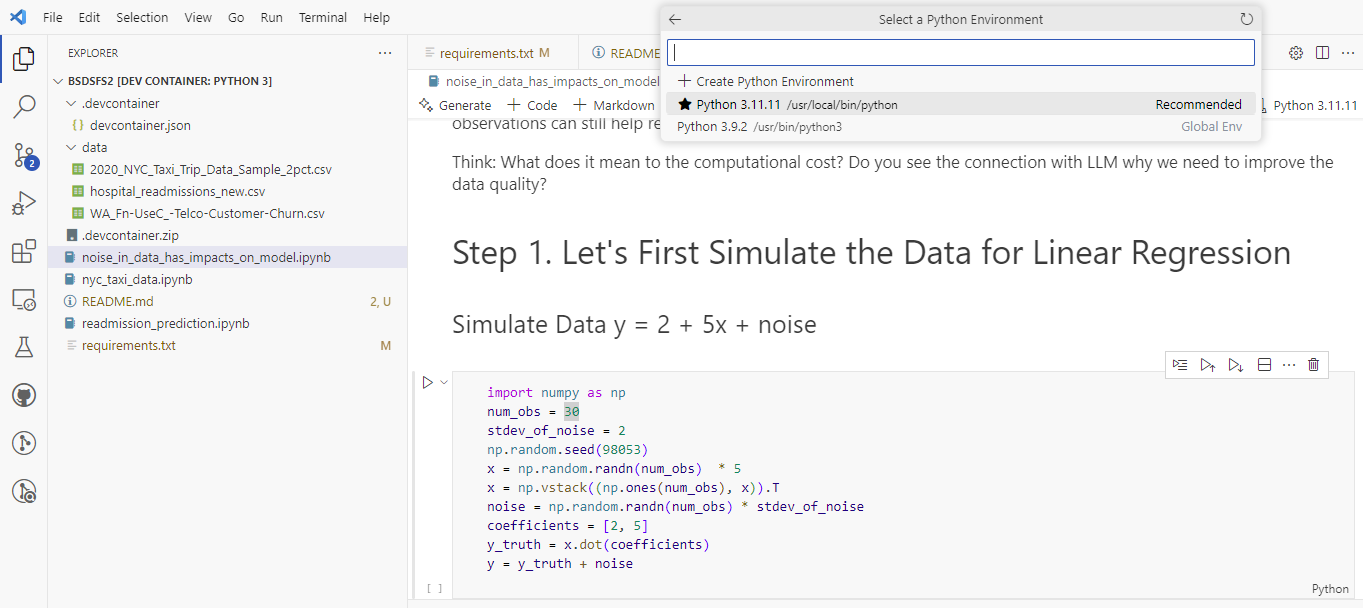 File Edit Selection View Go Run Terminal Help
Select a Python Environment
Create Python Environment
Python 3.11.11 /usr/local/bin/python Recommended
Python 3.9.2 /usr/bin/python3 Global Env
EXPLORER
BSDSFS2 [DEV CONTAINER: PYTHON 3]
.devcontainer
{} devcontainer.json
data
2020_NYC_Taxi_Trip_Data_Sample_2pct.csv
hospital_readmissions_new.csv
WA_Fn-UseC_-Telco-Customer-Churn.csv
.devcontainer.zip
noise_in_data_has_impacts_on_model.ipynb
nyc_taxi_data.ipynb
README.md 2, U
readmission_prediction.ipynb
requirements.txt M
2
requirements.txt M README
noise_in_data_has_impacts_on_model
Generate + Code + Markdown Python 3.11.11
observations can still help re
Think: What does it mean to the computational cost? Do you see the connection with LLM why we need to improve the
data quality?
Step 1. Let's First Simulate the Data for Linear Regression
Simulate Data y = 2 + 5x + noise
import numpy as np
num_obs = 30
stdev_of_noise = 2
np.random.seed(98053)
x = np.random.randn(num_obs)  * 5
x = np.vstack((np.ones(num_obs), x)).T
noise = np.random.randn(num_obs) * stdev_of_noise
coefficients = [2, 5]
y_truth = x.dot(coefficients)
y = y_truth + noise
[ ]
Python